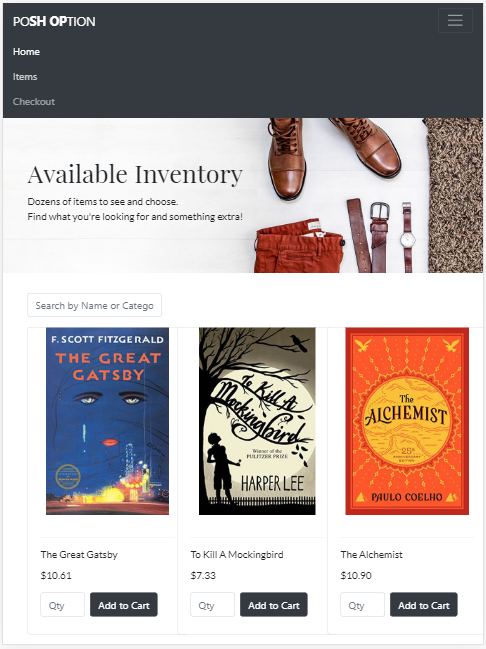 POSH OPTION
Home
Items
Checkout
Available Inventory
Dozens of items to see and choose.
Find what you're looking for and something extra!
Search by Name or Catego
F. SCOTT FITZGERALD
THE GREAT
GATSBY
To Kill A
Mockingbird
Winner of the
PULITZER PRIZE
HARPER LEE
The
ALCHEMIST
25th
ANNIVERSARY
EDITION
PAULO COELHO
The Great Gatsby
To Kill A Mockingbird
The Alchemist
$10.61
$7.33
$10.90
Qty
Add to Cart
Qty
Add to Cart
Qty
Add to Cart